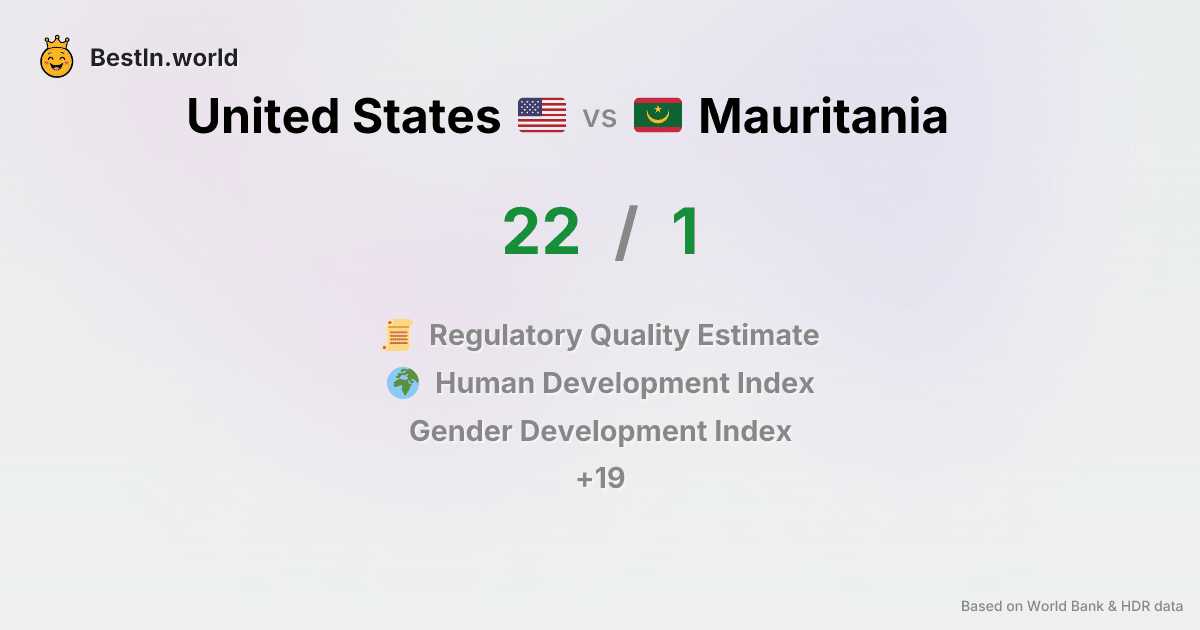 BestIn.world
United States vs Mauritania
22 / 1
Regulatory Quality Estimate
Human Development Index
Gender Development Index
+19
Based on World Bank & HDR data